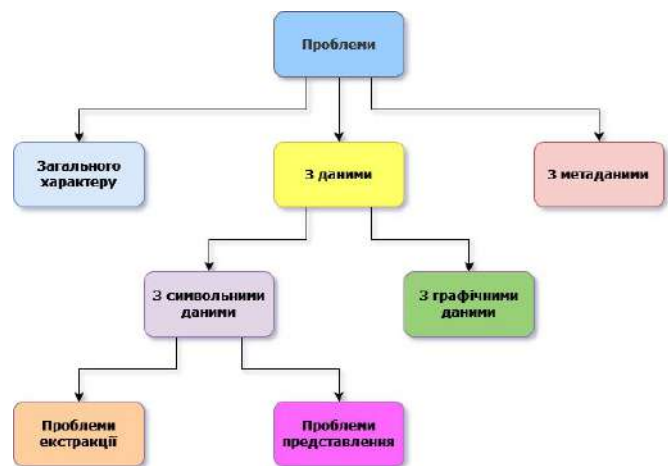 Проблеми
Загального
характеру
З даними
З метаданими
З символьними
даними
З графічними
даними
Проблеми
екстракції
Проблеми
представлення